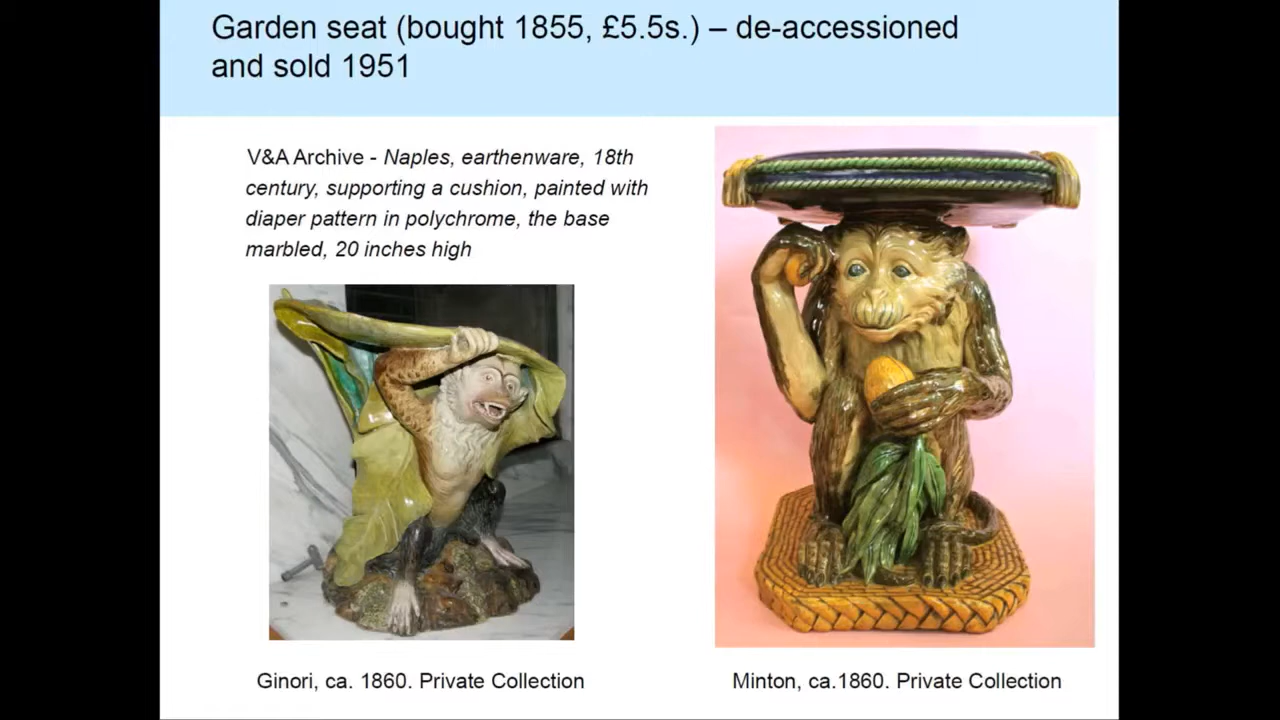 Garden seat (bought 1855, £5.5s.) – de-accessioned
and sold 1951
V&A Archive - Naples, earthenware, 18th
century, supporting a cushion, painted with
diaper pattern in polychrome, the base
marbled, 20 inches high
Ginori, ca. 1860. Private Collection
Minton, ca.1860. Private Collection